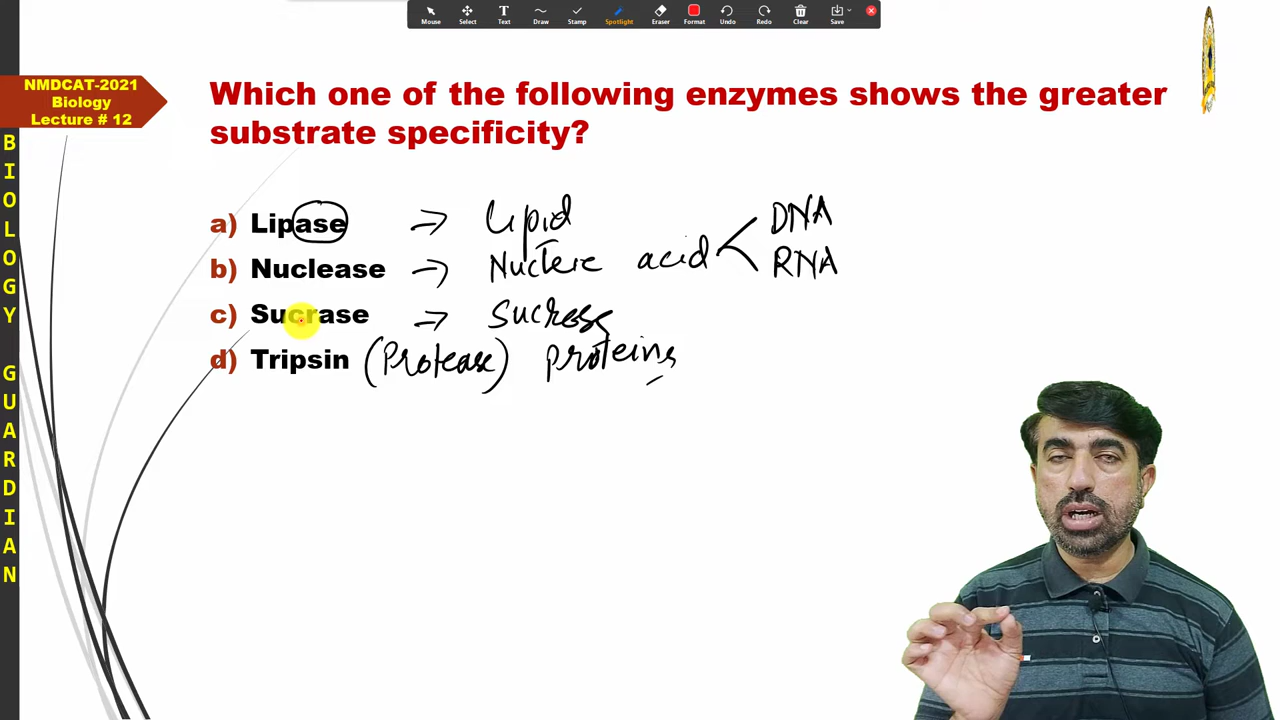 Mouse Select Text Draw Stamp Spotlight Eraser Format Undo Redo Clear Save
NMDCAT-2021
Biology
Lecture # 12
BIOLOGY GUARDIAN
Which one of the following enzymes shows the greater
substrate specificity?
a) Lipase → Lipid
b) Nuclease → Nucleic acid < DNA RNA
c) Sucrase →
d) Tripsin (Protease) proteins